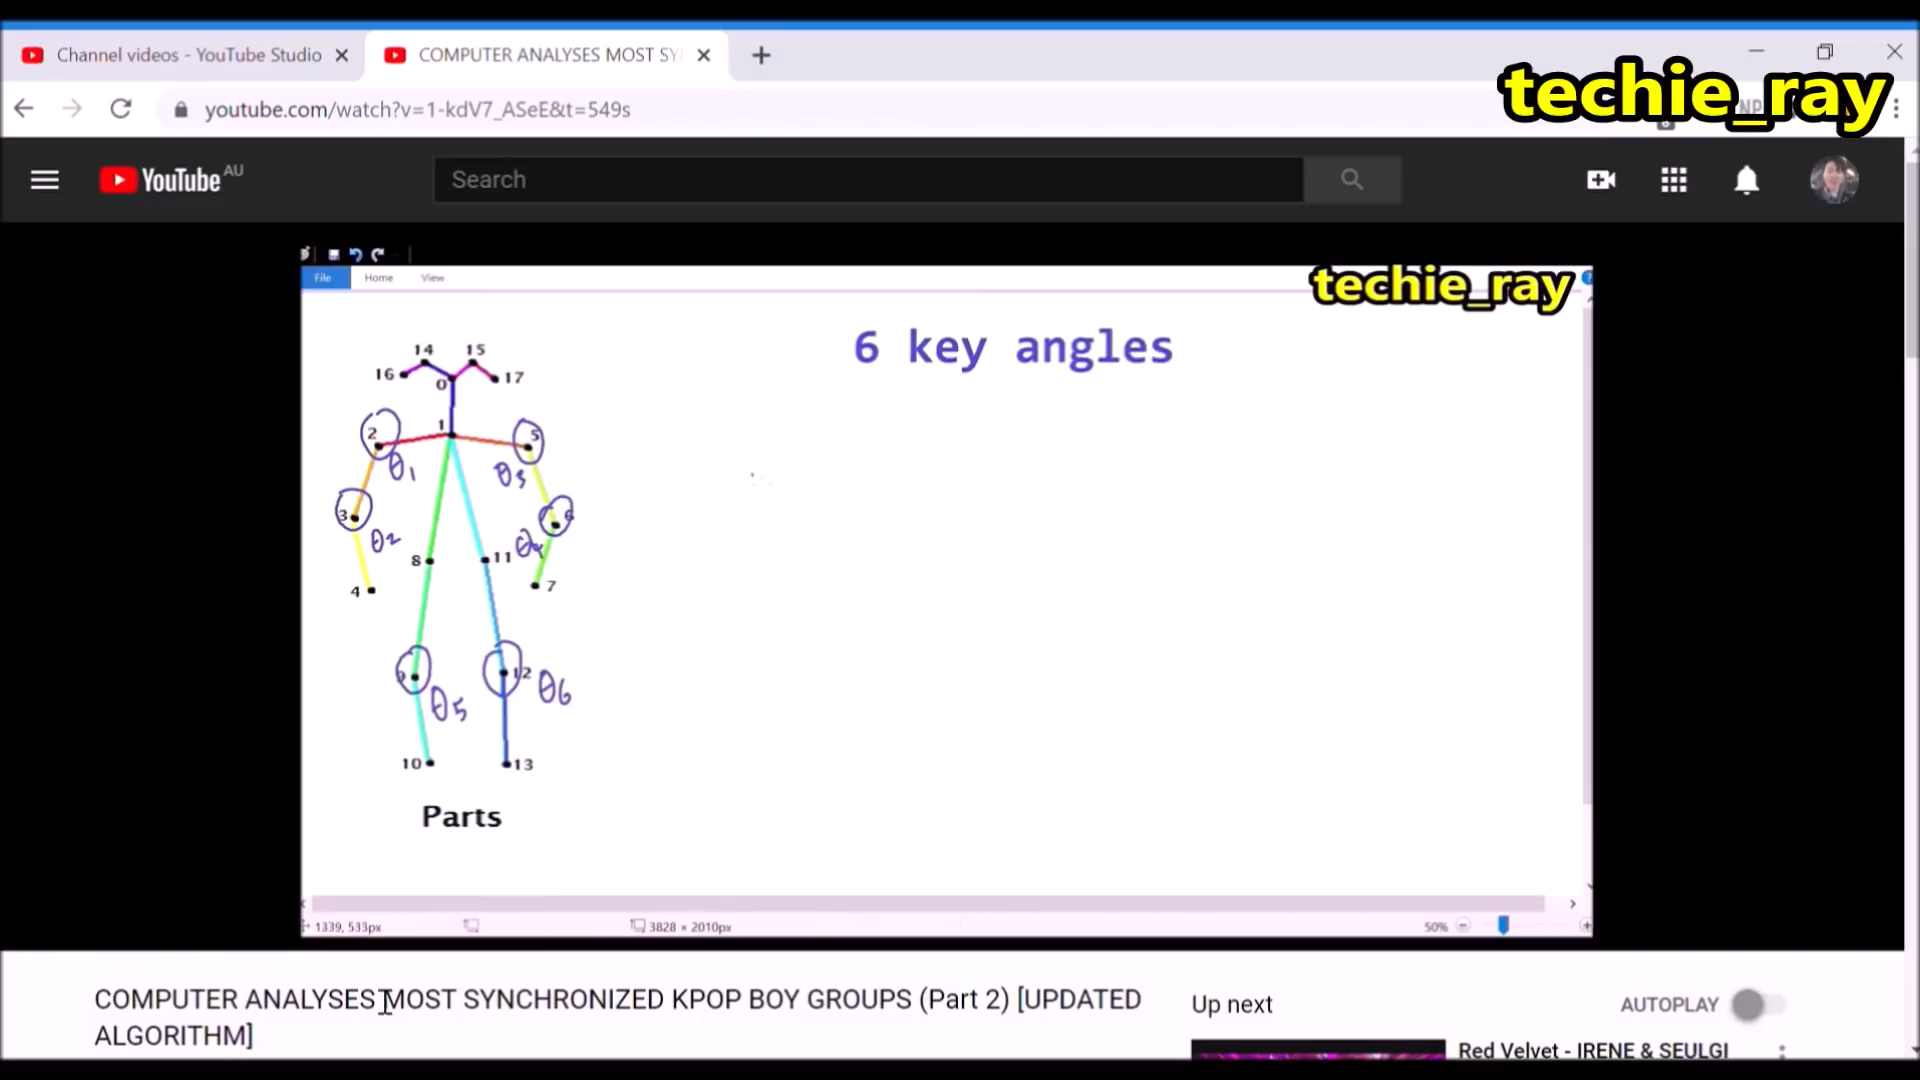 Channel videos - YouTube Studio
COMPUTER ANALYSES MOST SY
techie_ray
youtube.com/watch?v=1-kdV7_ASeE&t=549s
YouTube AU
Search
File Home View
techie_ray
6 key angles
14 15
16 0 17
1
2 5
θ1 θ3
3 6
θ2 θ4
8 11
4 7
9 12
θ5 θ6
10 13
Parts
1339, 533px
3828 × 2010px
50%
COMPUTER ANALYSES MOST SYNCHRONIZED KPOP BOY GROUPS (Part 2) [UPDATED
ALGORITHM]
Up next
AUTOPLAY
Red Velvet - IRENE & SEULGI